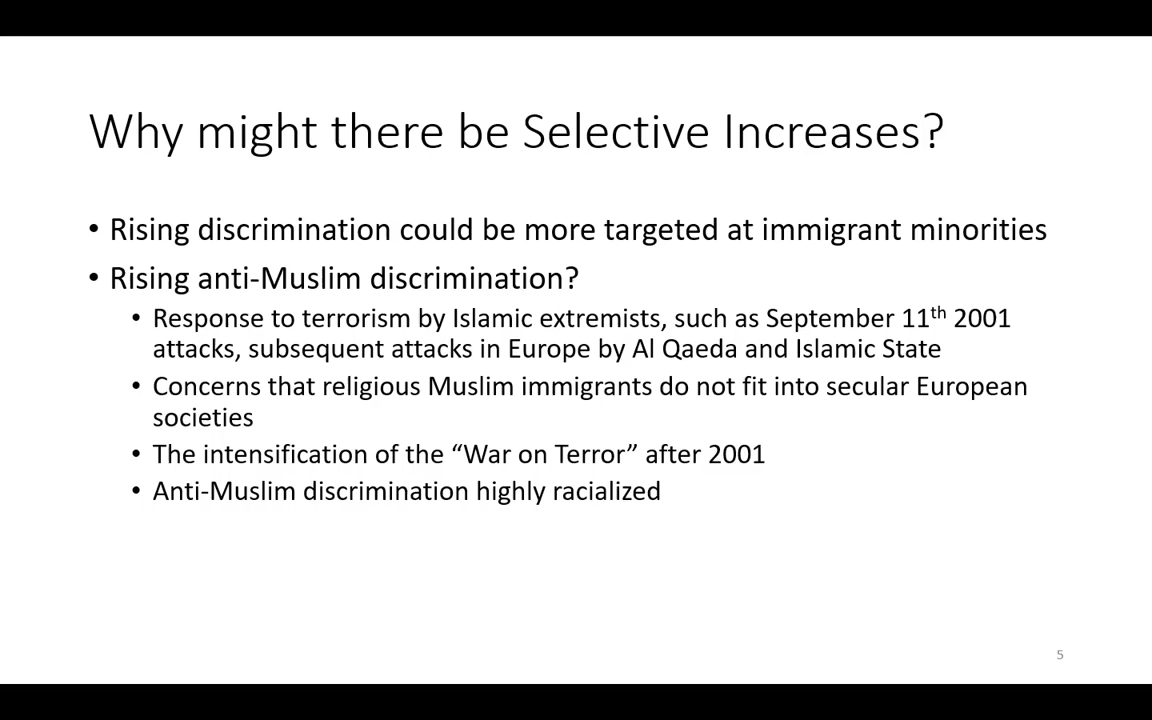 Why might there be Selective Increases?
• Rising discrimination could be more targeted at immigrant minorities
• Rising anti-Muslim discrimination?
• Response to terrorism by Islamic extremists, such as September 11th 2001
attacks, subsequent attacks in Europe by Al Qaeda and Islamic State
• Concerns that religious Muslim immigrants do not fit into secular European
societies
• The intensification of the “War on Terror” after 2001
• Anti-Muslim discrimination highly racialized
5